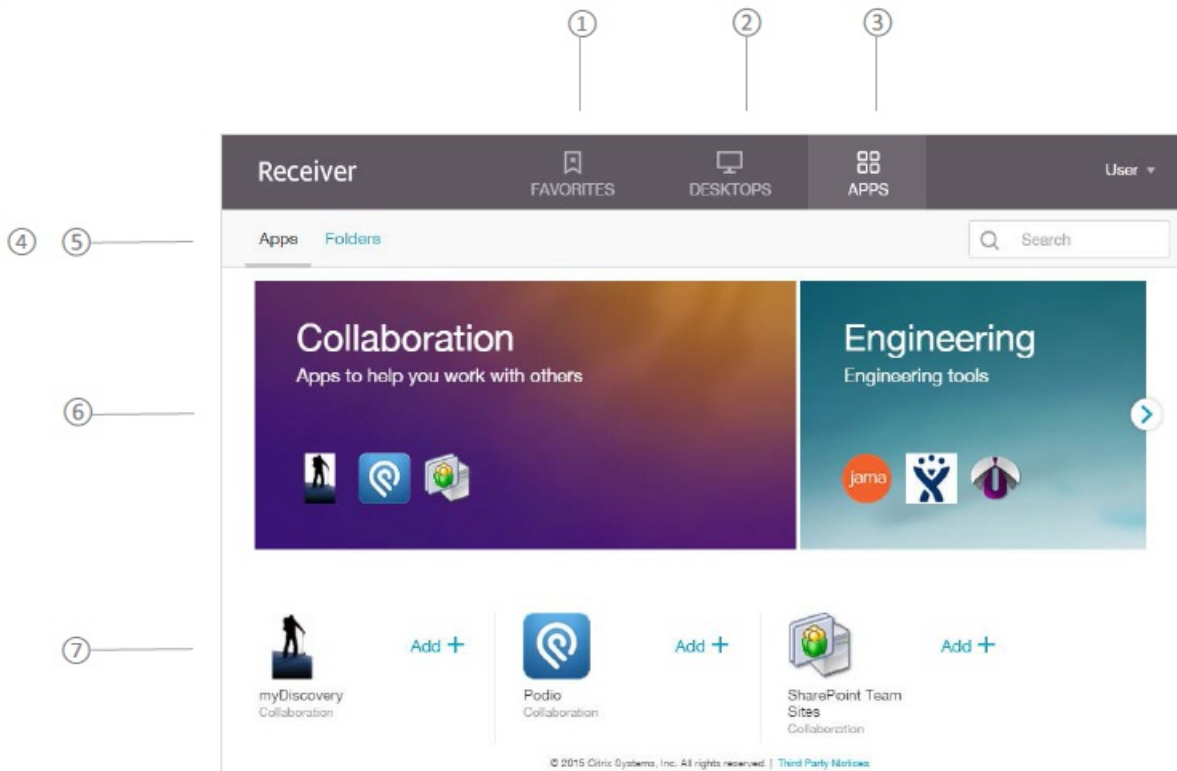 ① ② ③
Receiver FAVORITES DESKTOPS APPS User
④ ⑤ Apps Folders Search
Collaboration
Apps to help you work with others
Engineering
Engineering tools
⑥
jama
⑦
Add + Add + Add +
myDiscovery
Collaboration
Podio
Collaboration
SharePoint Team
Sites
Collaboration
© 2015 Citrix Systems, Inc. All rights reserved. | Third Party Notices